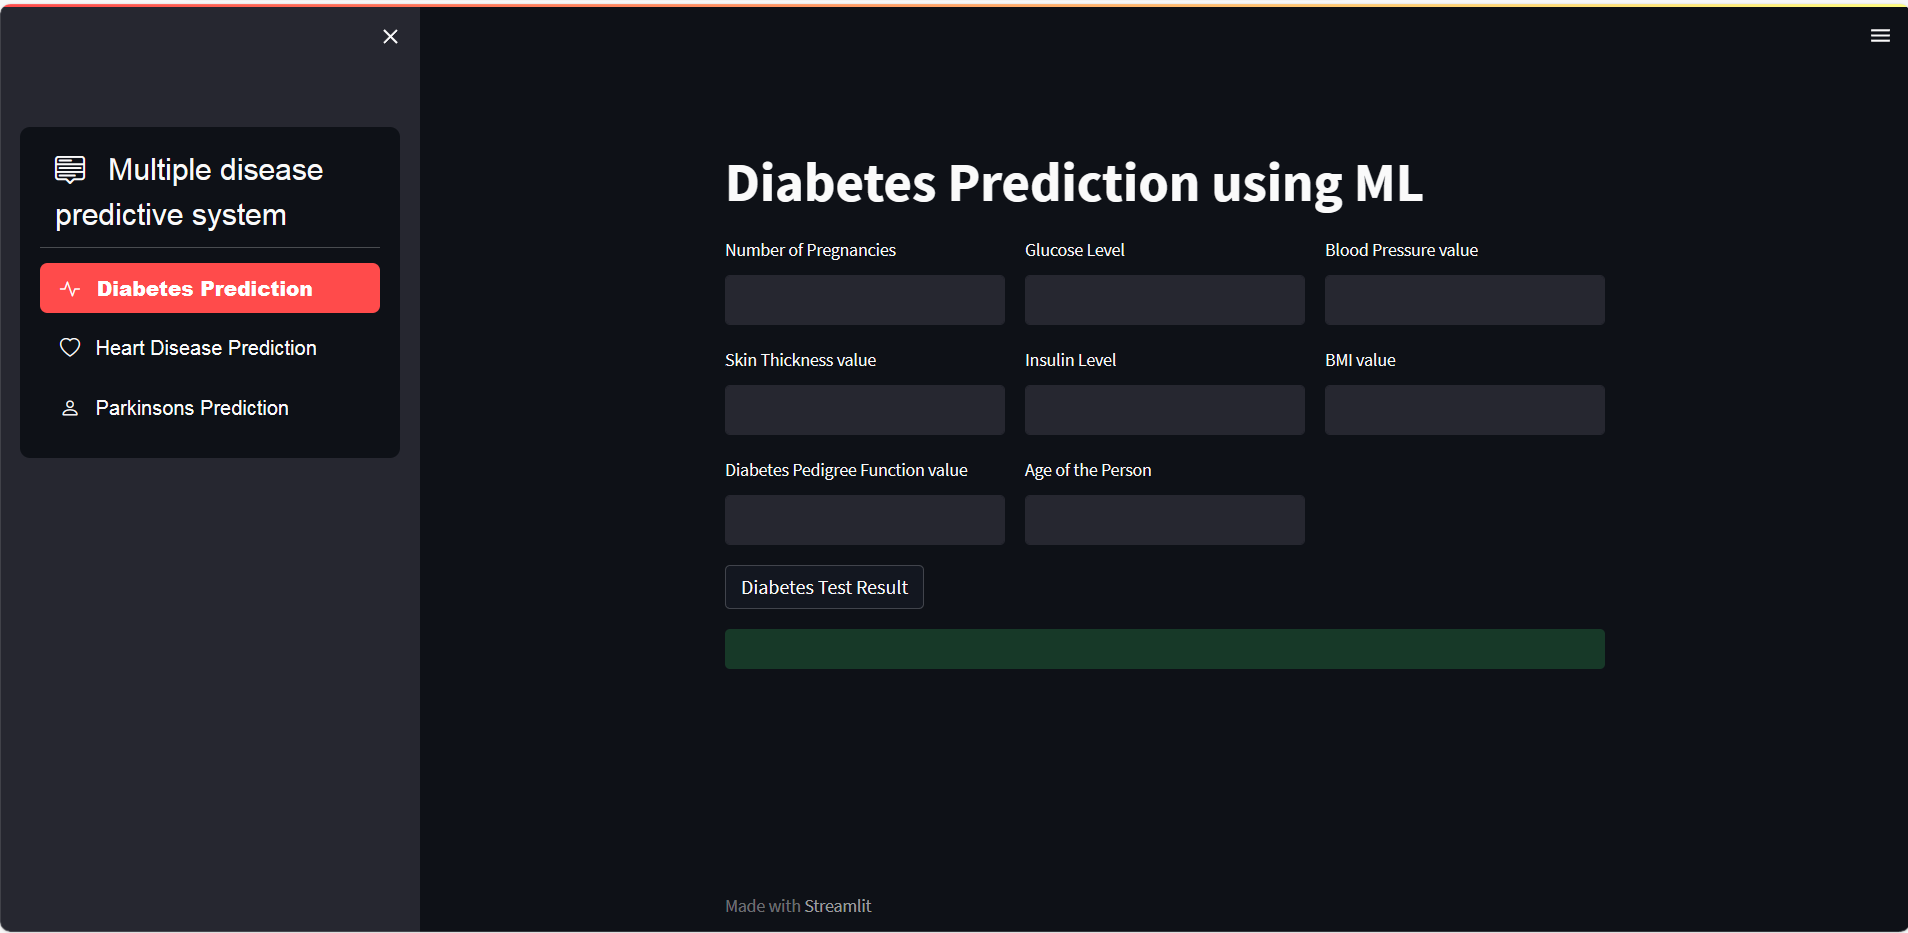 Multiple disease
predictive system
Diabetes Prediction
Heart Disease Prediction
Parkinsons Prediction
Diabetes Prediction using ML
Number of Pregnancies
Glucose Level
Blood Pressure value
Skin Thickness value
Insulin Level
BMI value
Diabetes Pedigree Function value
Age of the Person
Diabetes Test Result
Made with Streamlit